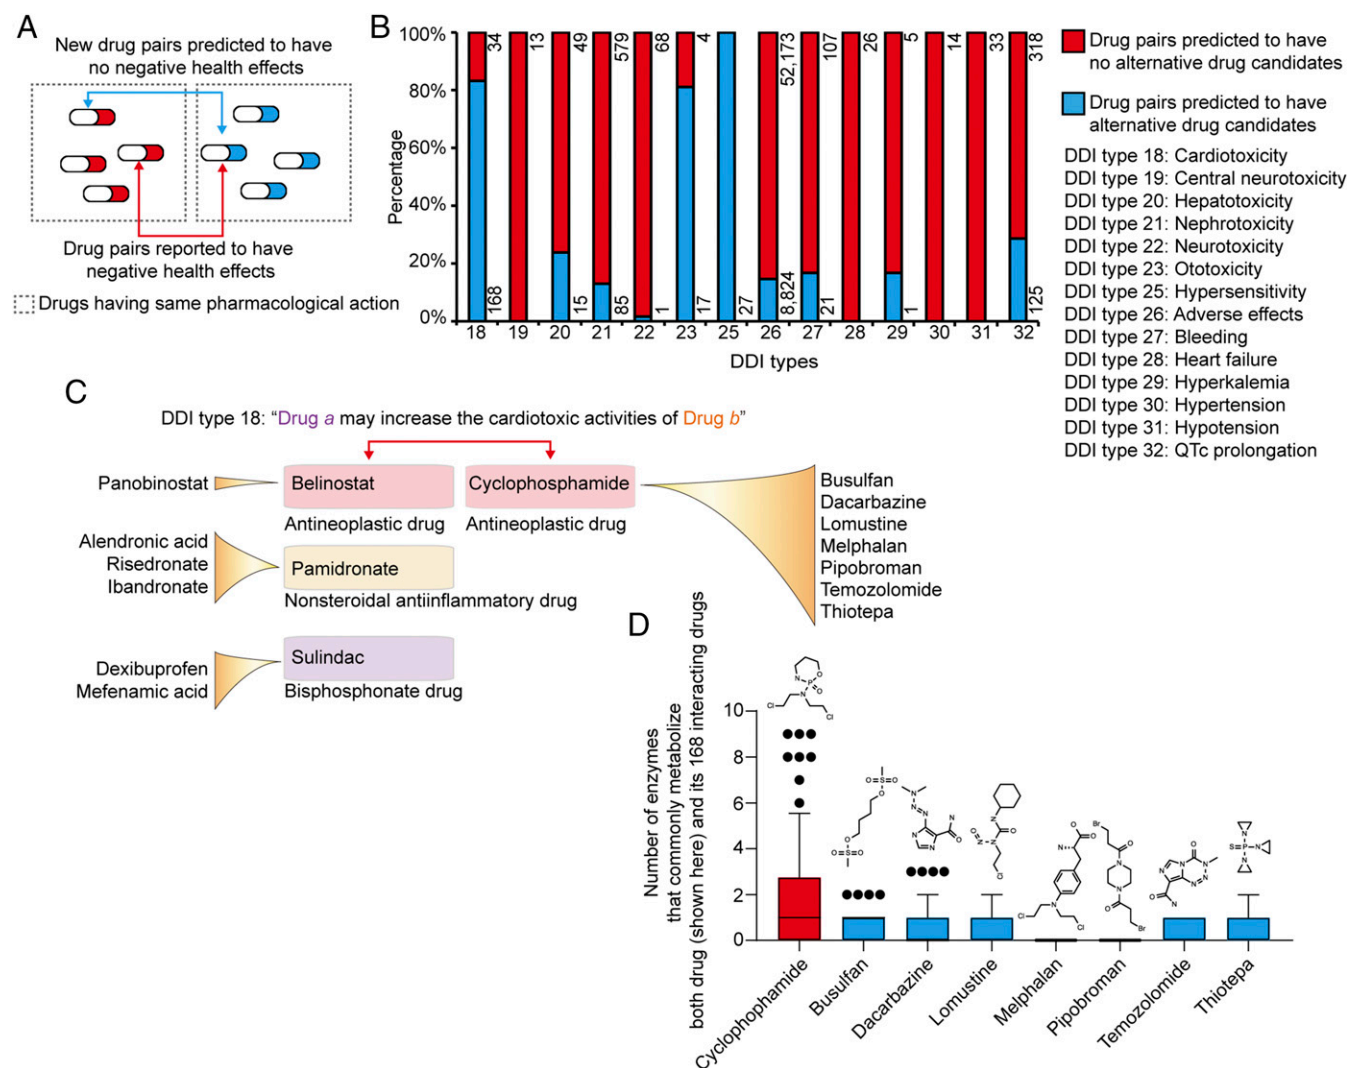 A
New drug pairs predicted to have
no negative health effects
Drug pairs reported to have
negative health effects
Drugs having same pharmacological action
B
Percentage
100%
80%
60%
40%
20%
0%
34
13
49
579
68
4
52,173
107
26
5
14
33
318
168
15
85
1
17
27
8,824
21
1
125
18
19
20
21
22
23
25
26
27
28
29
30
31
32
DDI types
Drug pairs predicted to have
no alternative drug candidates
Drug pairs predicted to have
alternative drug candidates
DDI type 18: Cardiotoxicity
DDI type 19: Central neurotoxicity
DDI type 20: Hepatotoxicity
DDI type 21: Nephrotoxicity
DDI type 22: Neurotoxicity
DDI type 23: Ototoxicity
DDI type 25: Hypersensitivity
DDI type 26: Adverse effects
DDI type 27: Bleeding
DDI type 28: Heart failure
DDI type 29: Hyperkalemia
DDI type 30: Hypertension
DDI type 31: Hypotension
DDI type 32: QTc prolongation
C
DDI type 18: “Drug a may increase the cardiotoxic activities of Drug b”
Panobinostat
Belinostat
Antineoplastic drug
Cyclophosphamide
Antineoplastic drug
Busulfan
Dacarbazine
Lomustine
Melphalan
Pipobroman
Temozolomide
Thiotepa
Alendronic acid
Risedronate
Ibandronate
Pamidronate
Nonsteroidal antiinflammatory drug
Dexibuprofen
Mefenamic acid
Sulindac
Bisphosphonate drug
D
Number of enzymes
that commonly metabolize
both drug (shown here) and its 168 interacting drugs
10
8
6
4
2
0
Cyclophophamide
Busulfan
Dacarbazine
Lomustine
Melphalan
Pipobroman
Temozolomide
Thiotepa